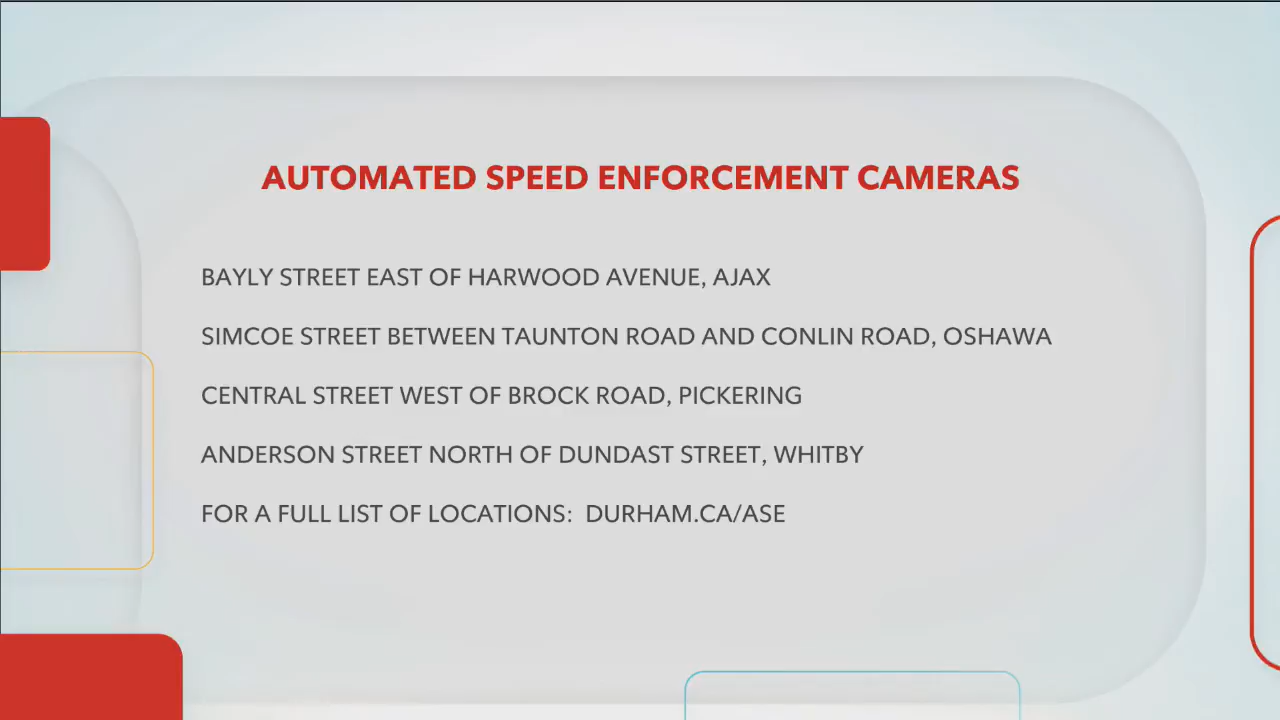 AUTOMATED SPEED ENFORCEMENT CAMERAS
BAYLY STREET EAST OF HARWOOD AVENUE, AJAX
SIMCOE STREET BETWEEN TAUNTON ROAD AND CONLIN ROAD, OSHAWA
CENTRAL STREET WEST OF BROCK ROAD, PICKERING
ANDERSON STREET NORTH OF DUNDAST STREET, WHITBY
FOR A FULL LIST OF LOCATIONS:  DURHAM.CA/ASE